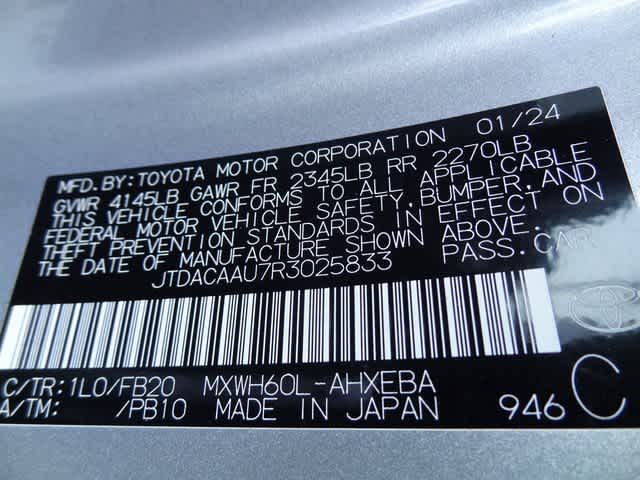 MFD. BY: TOYOTA MOTOR CORPORATION 01/24
GVWR 4145LB GAWR FR 2345LB RR 2270LB
THIS VEHICLE CONFORMS TO ALL APPLICABLE
FEDERAL MOTOR VEHICLE SAFETY, BUMPER, AND
THEFT PREVENTION STANDARDS IN EFFECT ON
THE DATE OF MANUFACTURE SHOWN ABOVE.
JTDACAAU7R3025833 PASS. CAR
C/TR: 1L0/FB20 MXWH60L-AHXEBA
A/TM: /PB10 MADE IN JAPAN 946 C